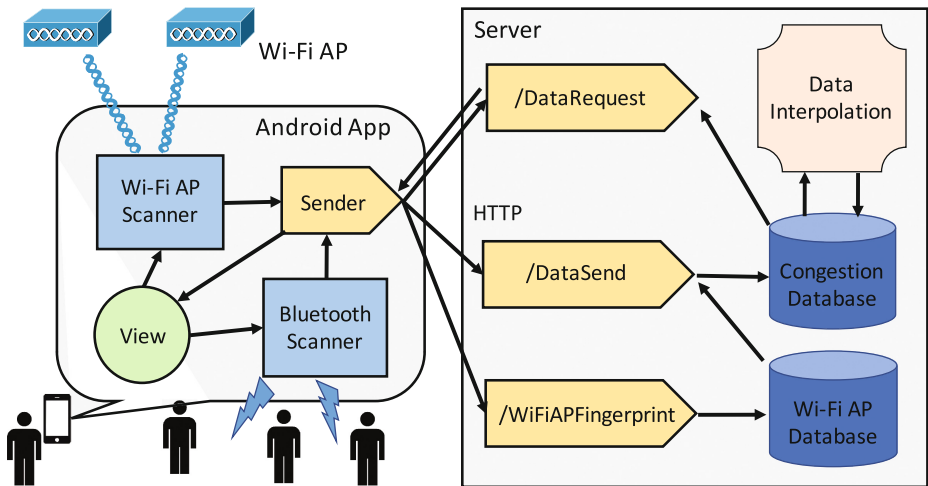 Wi-Fi AP
Android App
Wi-Fi AP
Scanner
Sender
View
Bluetooth
Scanner
Server
/DataRequest
Data
Interpolation
HTTP
/DataSend
Congestion
Database
/WiFiAPFingerprint
Wi-Fi AP
Database